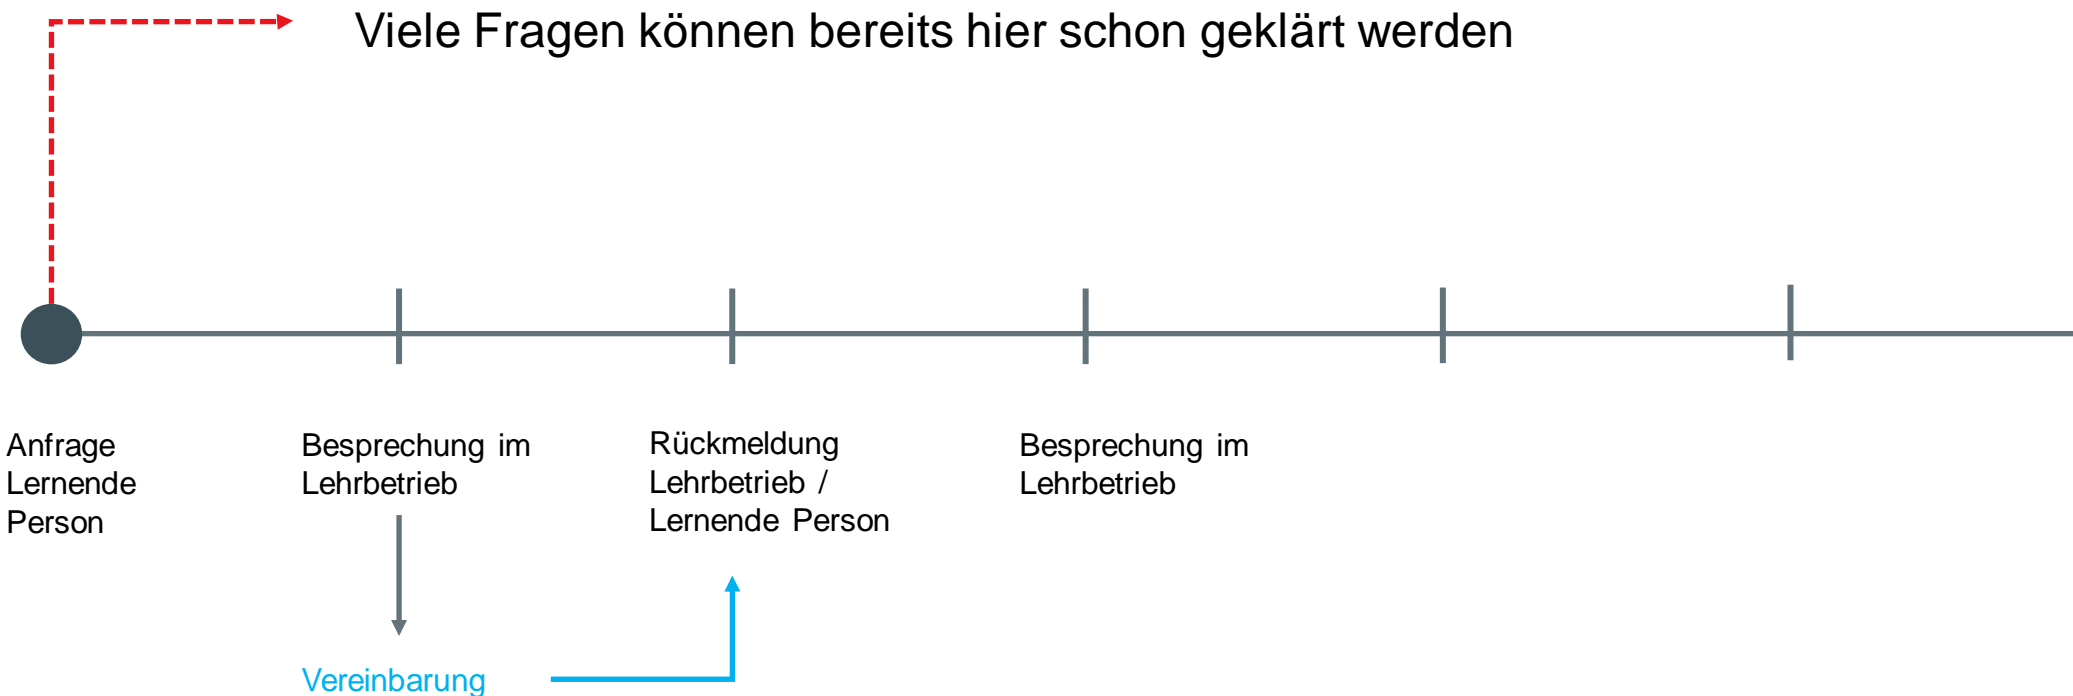 Viele Fragen können bereits hier schon geklärt werden
Anfrage
Lernende
Person
Besprechung im
Lehrbetrieb
Rückmeldung
Lehrbetrieb /
Lernende Person
Besprechung im
Lehrbetrieb
Vereinbarung